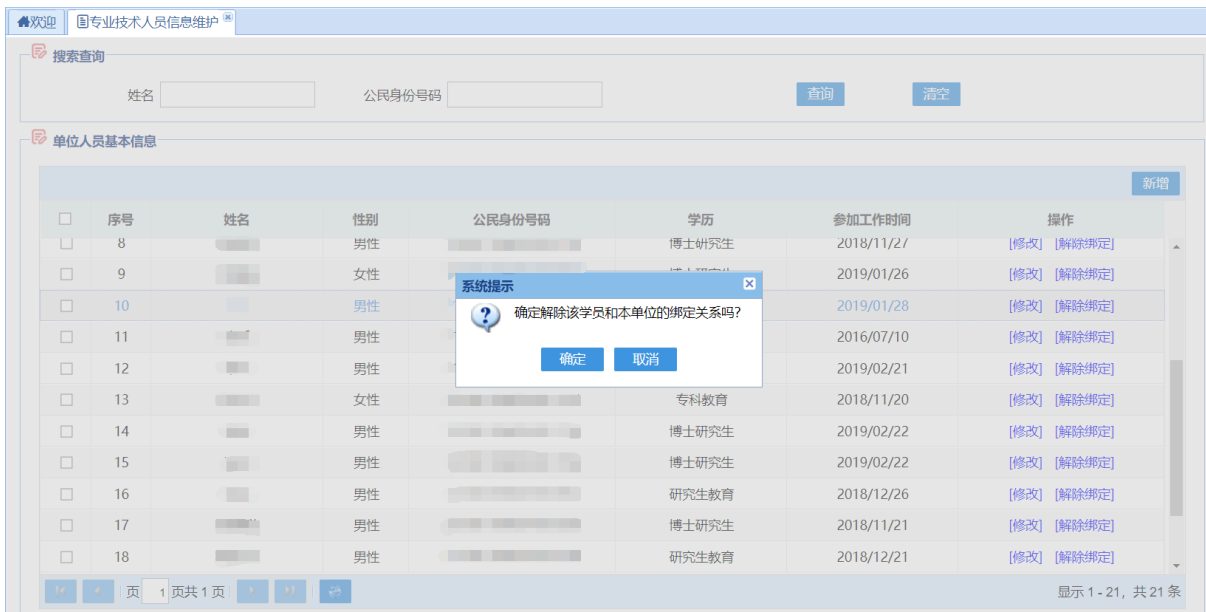 欢迎 专业技术人员信息维护
搜索查询
姓名 公民身份号码 查询 清空
单位人员基本信息
新增
序号 姓名 性别 公民身份号码 学历 参加工作时间 操作
8 男性 博士研究生 2018/11/27 [修改] [解除绑定]
9 女性 2019/01/26 [修改] [解除绑定]
系统提示
10 男性 2019/01/28 [修改] [解除绑定]
确定解除该学员和本单位的绑定关系吗?
11 男性 2016/07/10 [修改] [解除绑定]
确定 取消
12 男性 2019/02/21 [修改] [解除绑定]
13 女性 专科教育 2018/11/20 [修改] [解除绑定]
14 男性 博士研究生 2019/02/22 [修改] [解除绑定]
15 男性 博士研究生 2019/02/22 [修改] [解除绑定]
16 男性 研究生教育 2018/12/26 [修改] [解除绑定]
17 男性 博士研究生 2018/11/21 [修改] [解除绑定]
18 男性 研究生教育 2018/12/21 [修改] [解除绑定]
页 1 页共 1 页 显示 1 - 21, 共 21 条